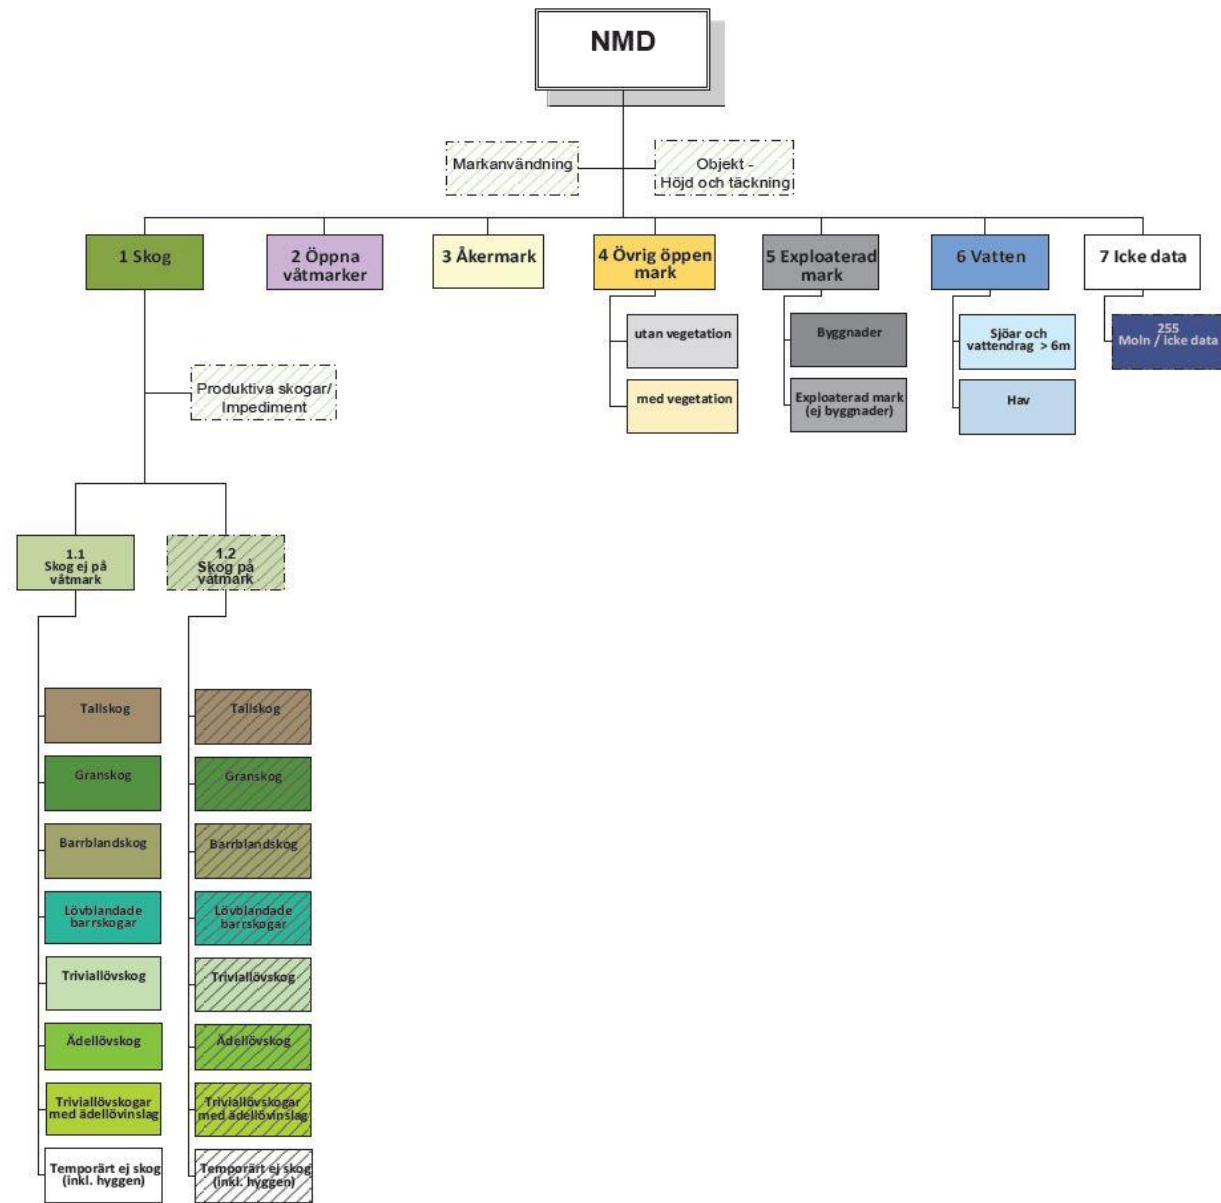 NMD
Markanvändning
Objekt -
Höjd och täckning
1 Skog
2 Öppna
våtmarker
3 Åkermark
4 Övrig öppen
mark
5 Exploaterad
mark
6 Vatten
7 Icke data
utan vegetation
med vegetation
Byggnader
Exploaterad mark
(ej byggnader)
Sjöar och
vattendrag > 6m
Hav
255
Moln / icke data
Produktiva skogar/
Impediment
1.1
Skog ej på
våtmark
1.2
Skog på
våtmark
Tallskog
Granskog
Barrblandskog
Lövblandade
barrskogar
Triviallövskog
Ädellövskog
Triviallövskogar
med ädellövinslag
Temporärt ej skog
(inkl. hyggen)
Tallskog
Granskog
Barrblandskog
Lövblandade
barrskogar
Triviallövskog
Ädellövskog
Triviallövskogar
med ädellövinslag
Temporärt ej skog
(inkl. hyggen)